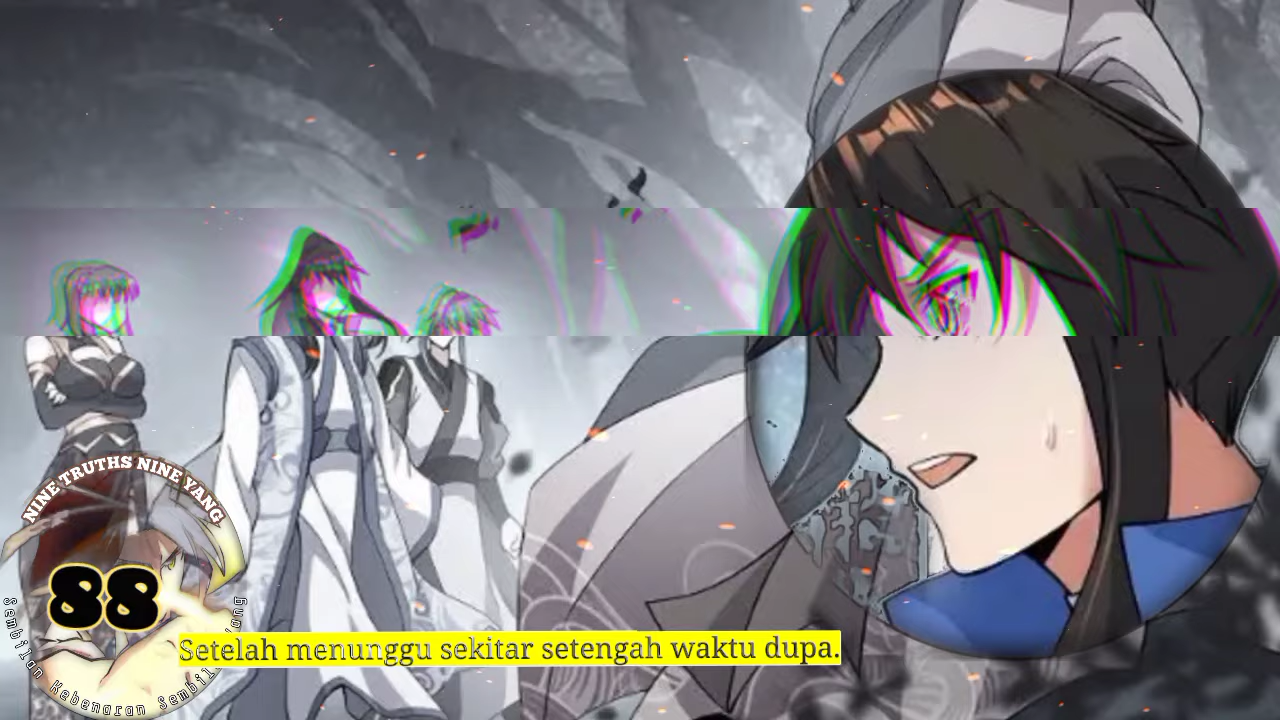 NINE TRUTHS NINE YANG
88
Sembilan Kebenaran Sembilan Yang
Setelah menunggu sekitar setengah waktu dupa.